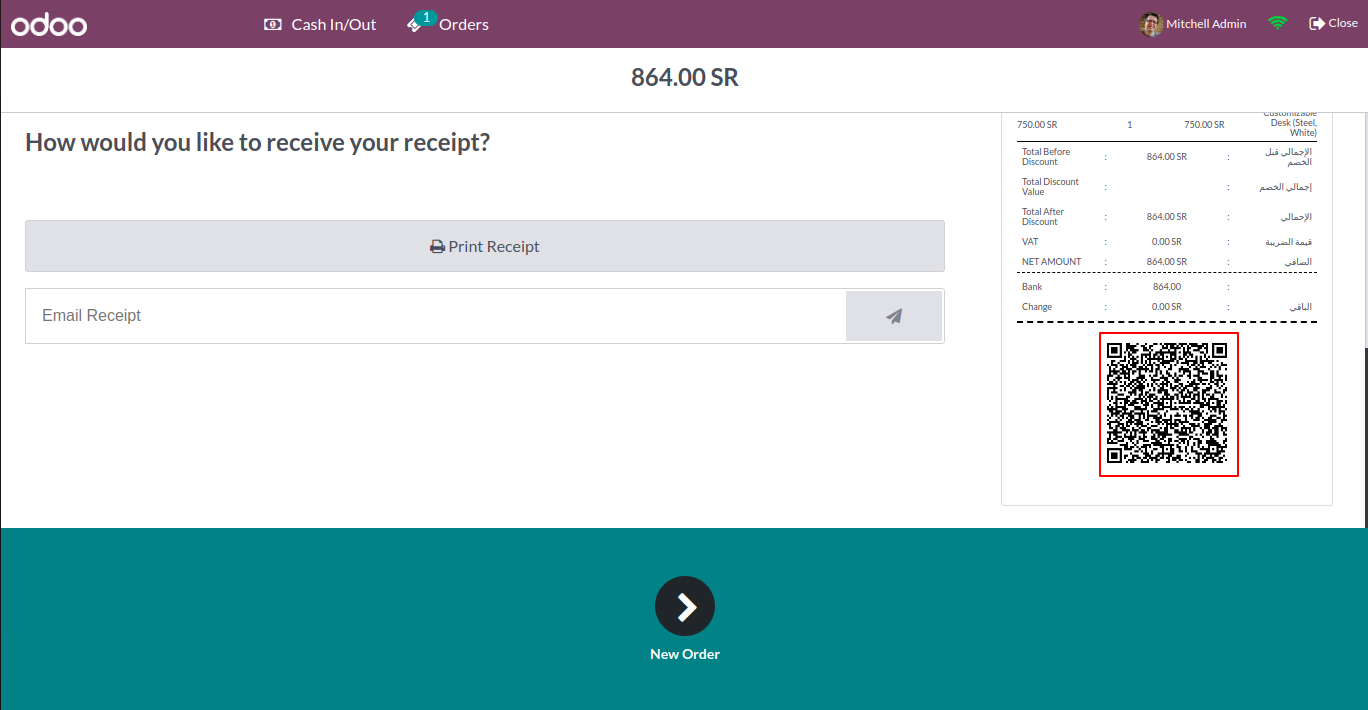 odoo Cash In/Out 1 Orders Mitchell Admin Close
864.00 SR
How would you like to receive your receipt?
Print Receipt
Email Receipt
750.00 SR 1 750.00 SR Customizable
Desk (Steel,
White)
Total Before
Discount : 864.00 SR : الإجمالي قبل
الخصم
Total Discount
Value : : إجمالي الخصم
Total After
Discount : 864.00 SR : الإجمالي
VAT : 0.00 SR : قيمة الضريبة
NET AMOUNT : 864.00 SR : الصافي
Bank : 864.00 :
Change : 0.00 SR : الباقي
New Order